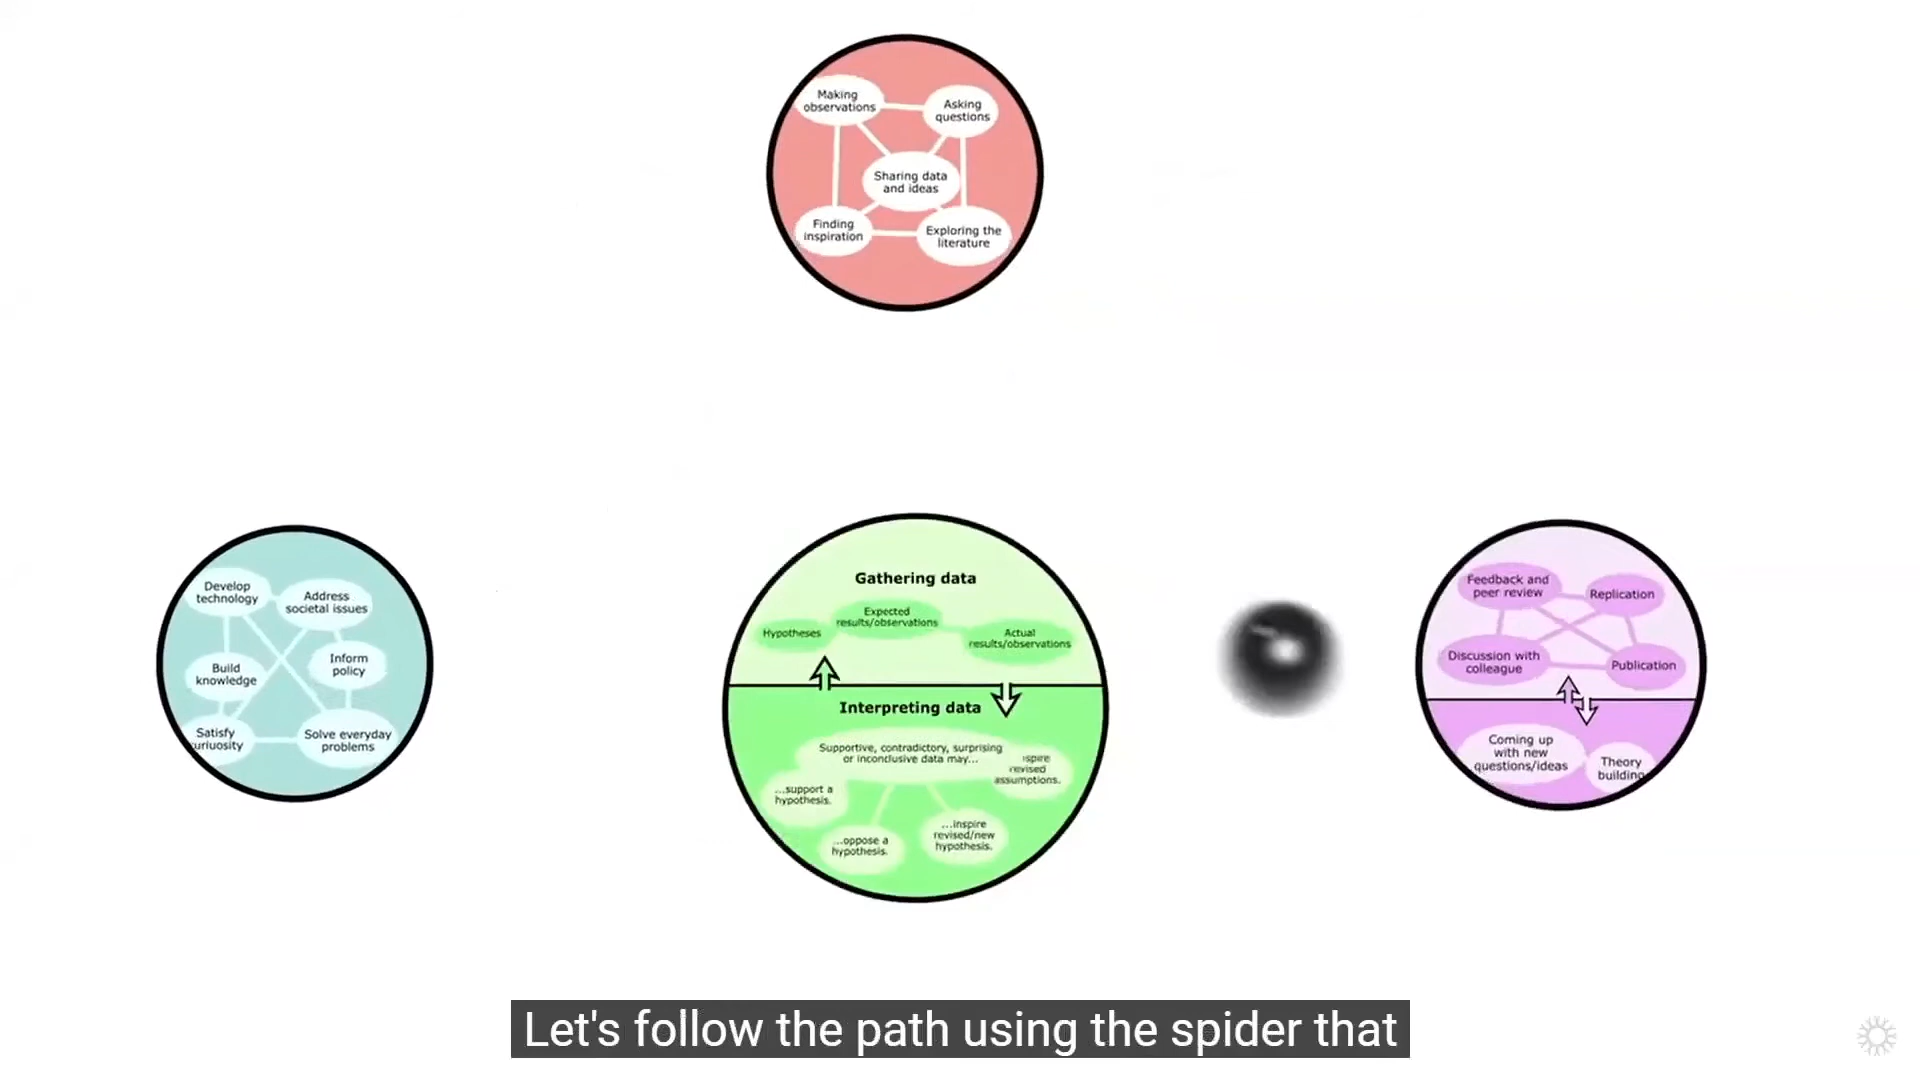 Making
observations
Asking
questions
Sharing data
and ideas
Finding
inspiration
Exploring the
literature
Develop
technology
Address
societal issues
Build
knowledge
Inform
policy
Satisfy
uriuosity
Solve everyday
problems
Gathering data
Hypotheses
Expected
results/observations
Actual
results/observations
Interpreting data
Supportive, contradictory, surprising
or inconclusive data may...
...support a
hypothesis.
...oppose a
hypothesis.
...inspire
revised/new
hypothesis.
nspire
revised
assumptions.
Feedback and
peer review
Replication
Discussion with
colleague
Publication
Coming up
with new
questions/ideas
Theory
building
Let's follow the path using the spider that